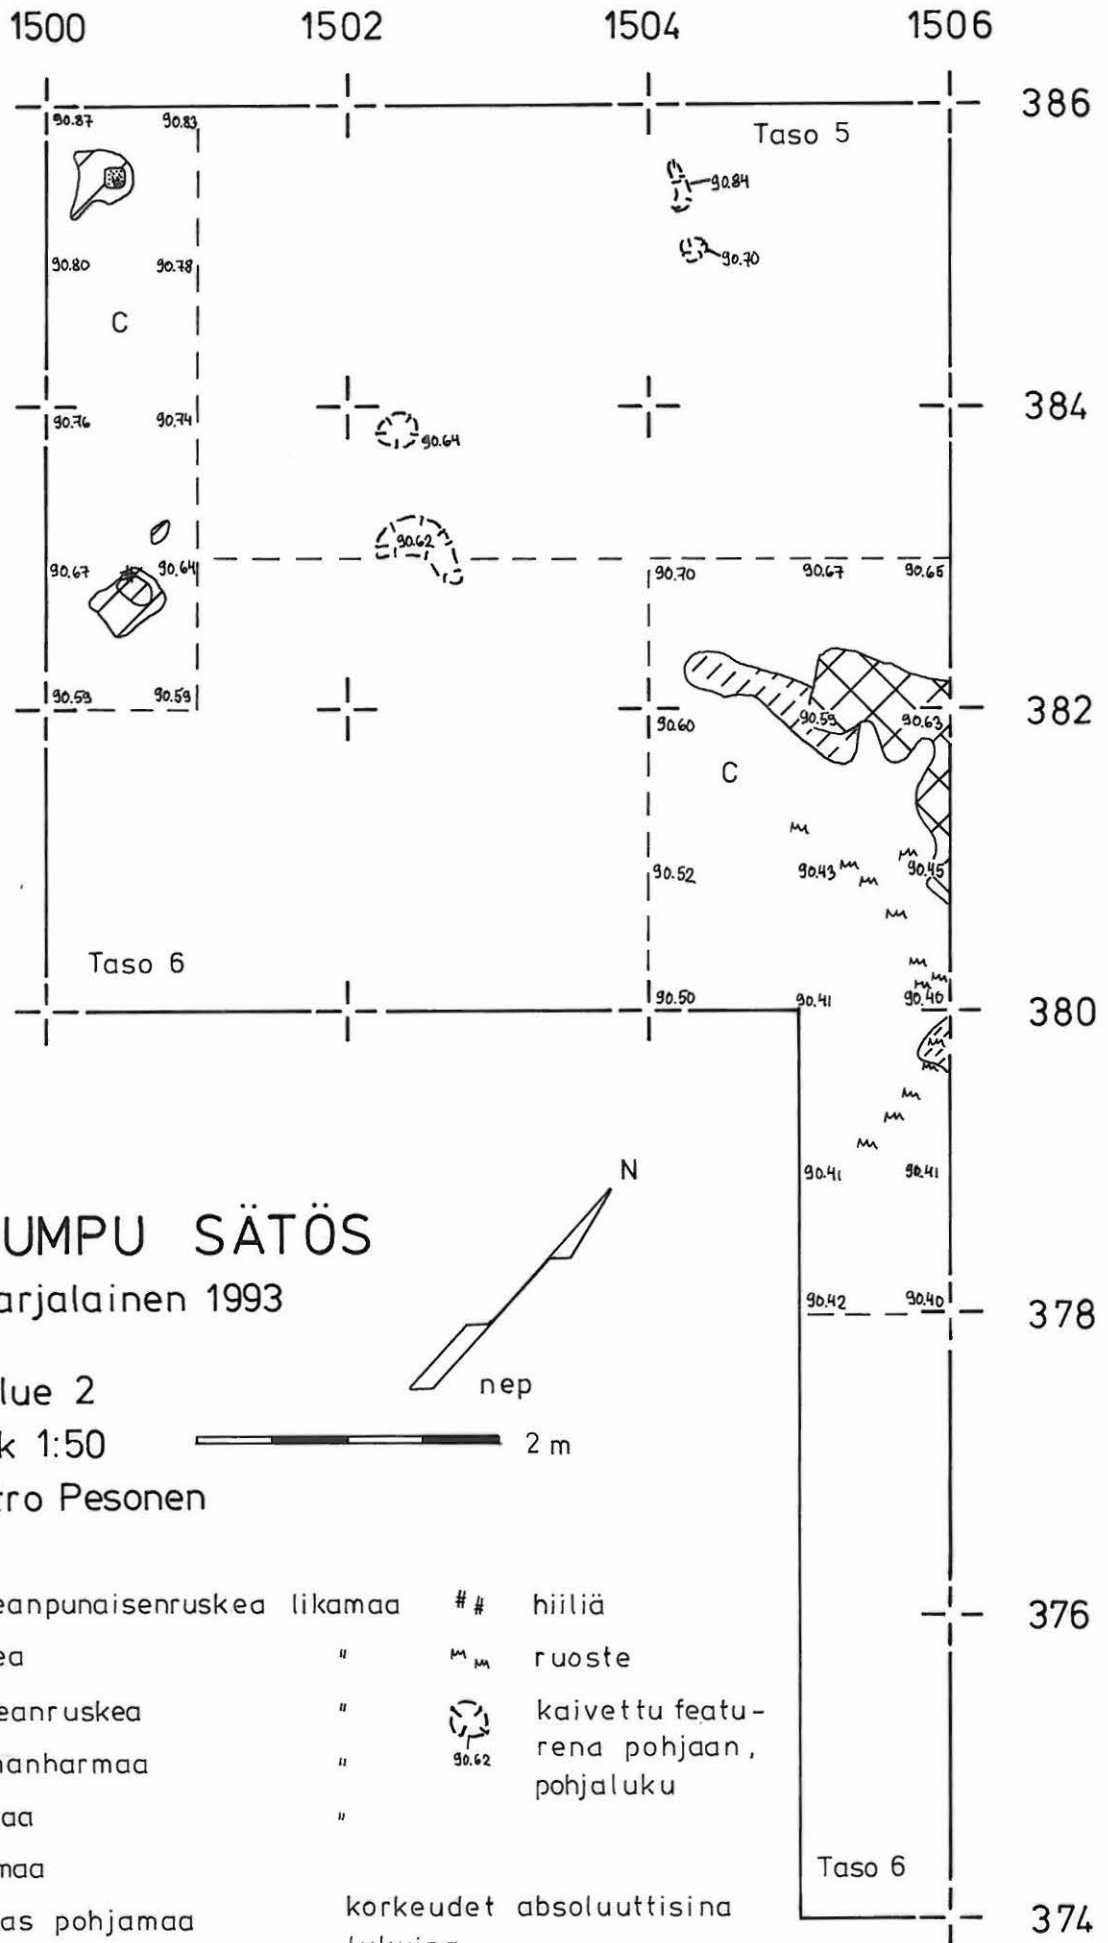 1500 1502 1504 1506
386
90.87 90.83
Taso 5
90.84
90.70
90.80 90.78
C
384
90.76 90.74
90.64
90.62
90.67 90.64
90.70 90.67 90.65
90.59 90.59
382
90.60 90.59 90.63
C
90.52 90.43 90.45
Taso 6
90.50 90.41 90.40
380
90.41 90.41
N
UMPU SÄTÖS
arjalainen 1993
90.42 90.40
378
nep
lue 2
k 1:50
2 m
rro Pesonen
eanpunaisenruskea likamaa
## hiiliä
376
ea "
ruoste
eanruskea "
kaivettu featu-
rena pohjaan,
pohjaluku
90.62
nanharmaa "
aa "
maa
Taso 6
as pohjamaa
korkeudet absoluuttisina
374